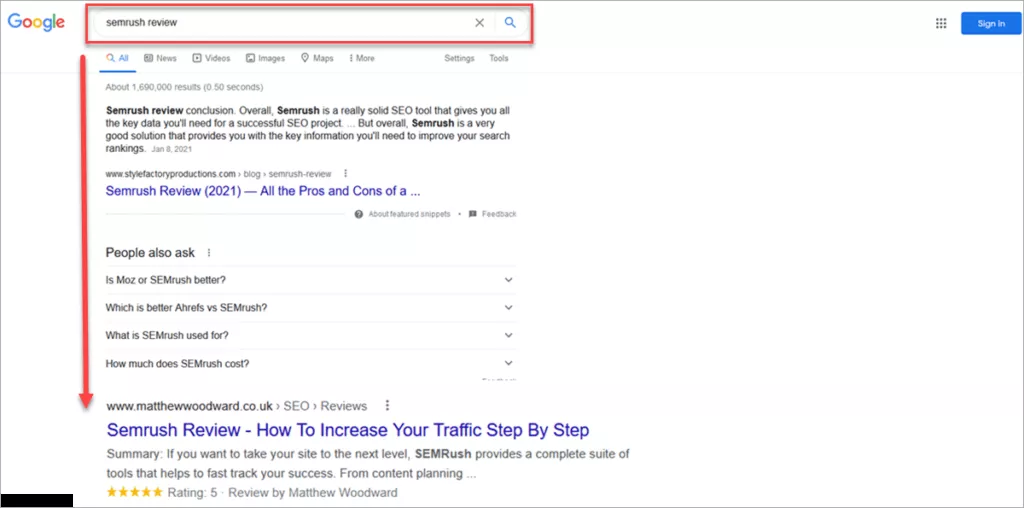 Google
semrush review
Sign in
All News Videos Images Maps More Settings Tools
About 1,690,000 results (0.50 seconds)
Semrush review conclusion. Overall, Semrush is a really solid SEO tool that gives you all
the key data you'll need for a successful SEO project. ... But overall, Semrush is a very
good solution that provides you with the key information you'll need to improve your search
rankings. Jan 8, 2021
www.stylefactoryproductions.com › blog › semrush-review
Semrush Review (2021) — All the Pros and Cons of a ...
About featured snippets • Feedback
People also ask
Is Moz or SEMrush better?
Which is better Ahrefs vs SEMrush?
What is SEMrush used for?
How much does SEMrush cost?
www.matthewwoodward.co.uk › SEO › Reviews
Semrush Review - How To Increase Your Traffic Step By Step
Summary: If you want to take your site to the next level, SEMRush provides a complete suite of
tools that helps to fast track your success. From content planning ...
Rating: 5 · Review by Matthew Woodward